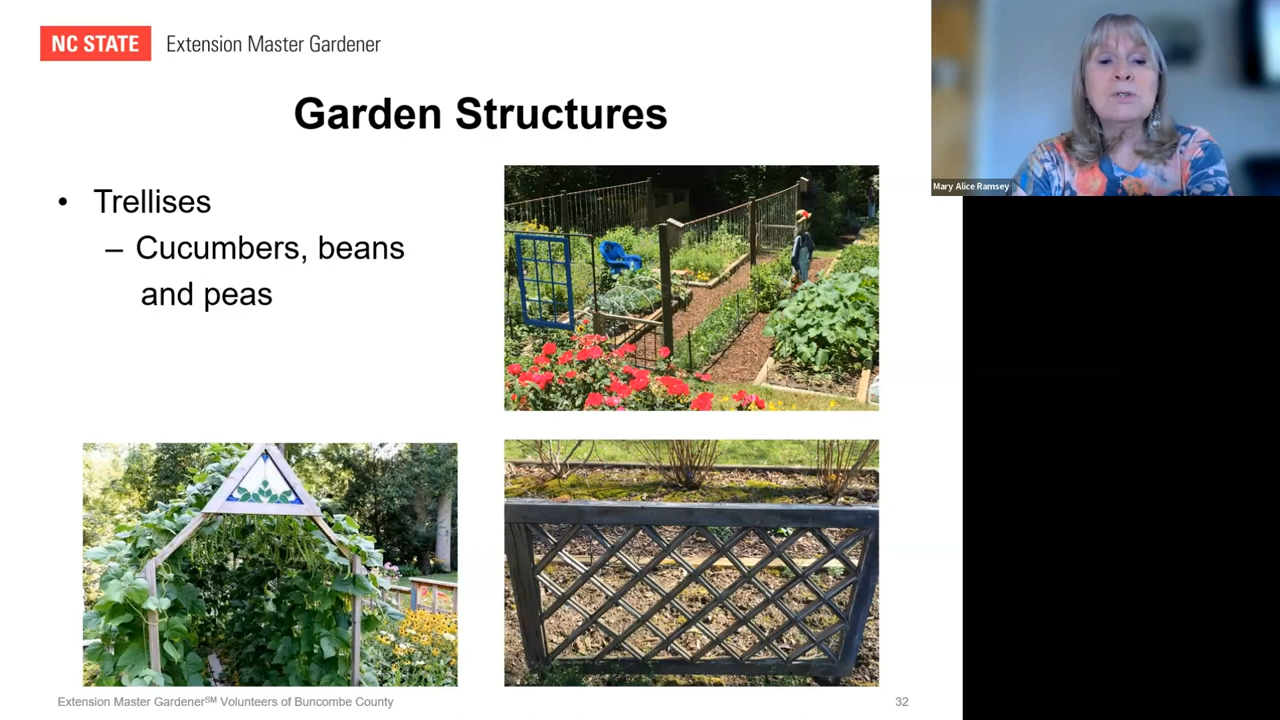 NC STATE Extension Master Gardener
Garden Structures
• Trellises
– Cucumbers, beans
and peas
Mary Alice Ramsey
Extension Master Gardener℠ Volunteers of Buncombe County
32